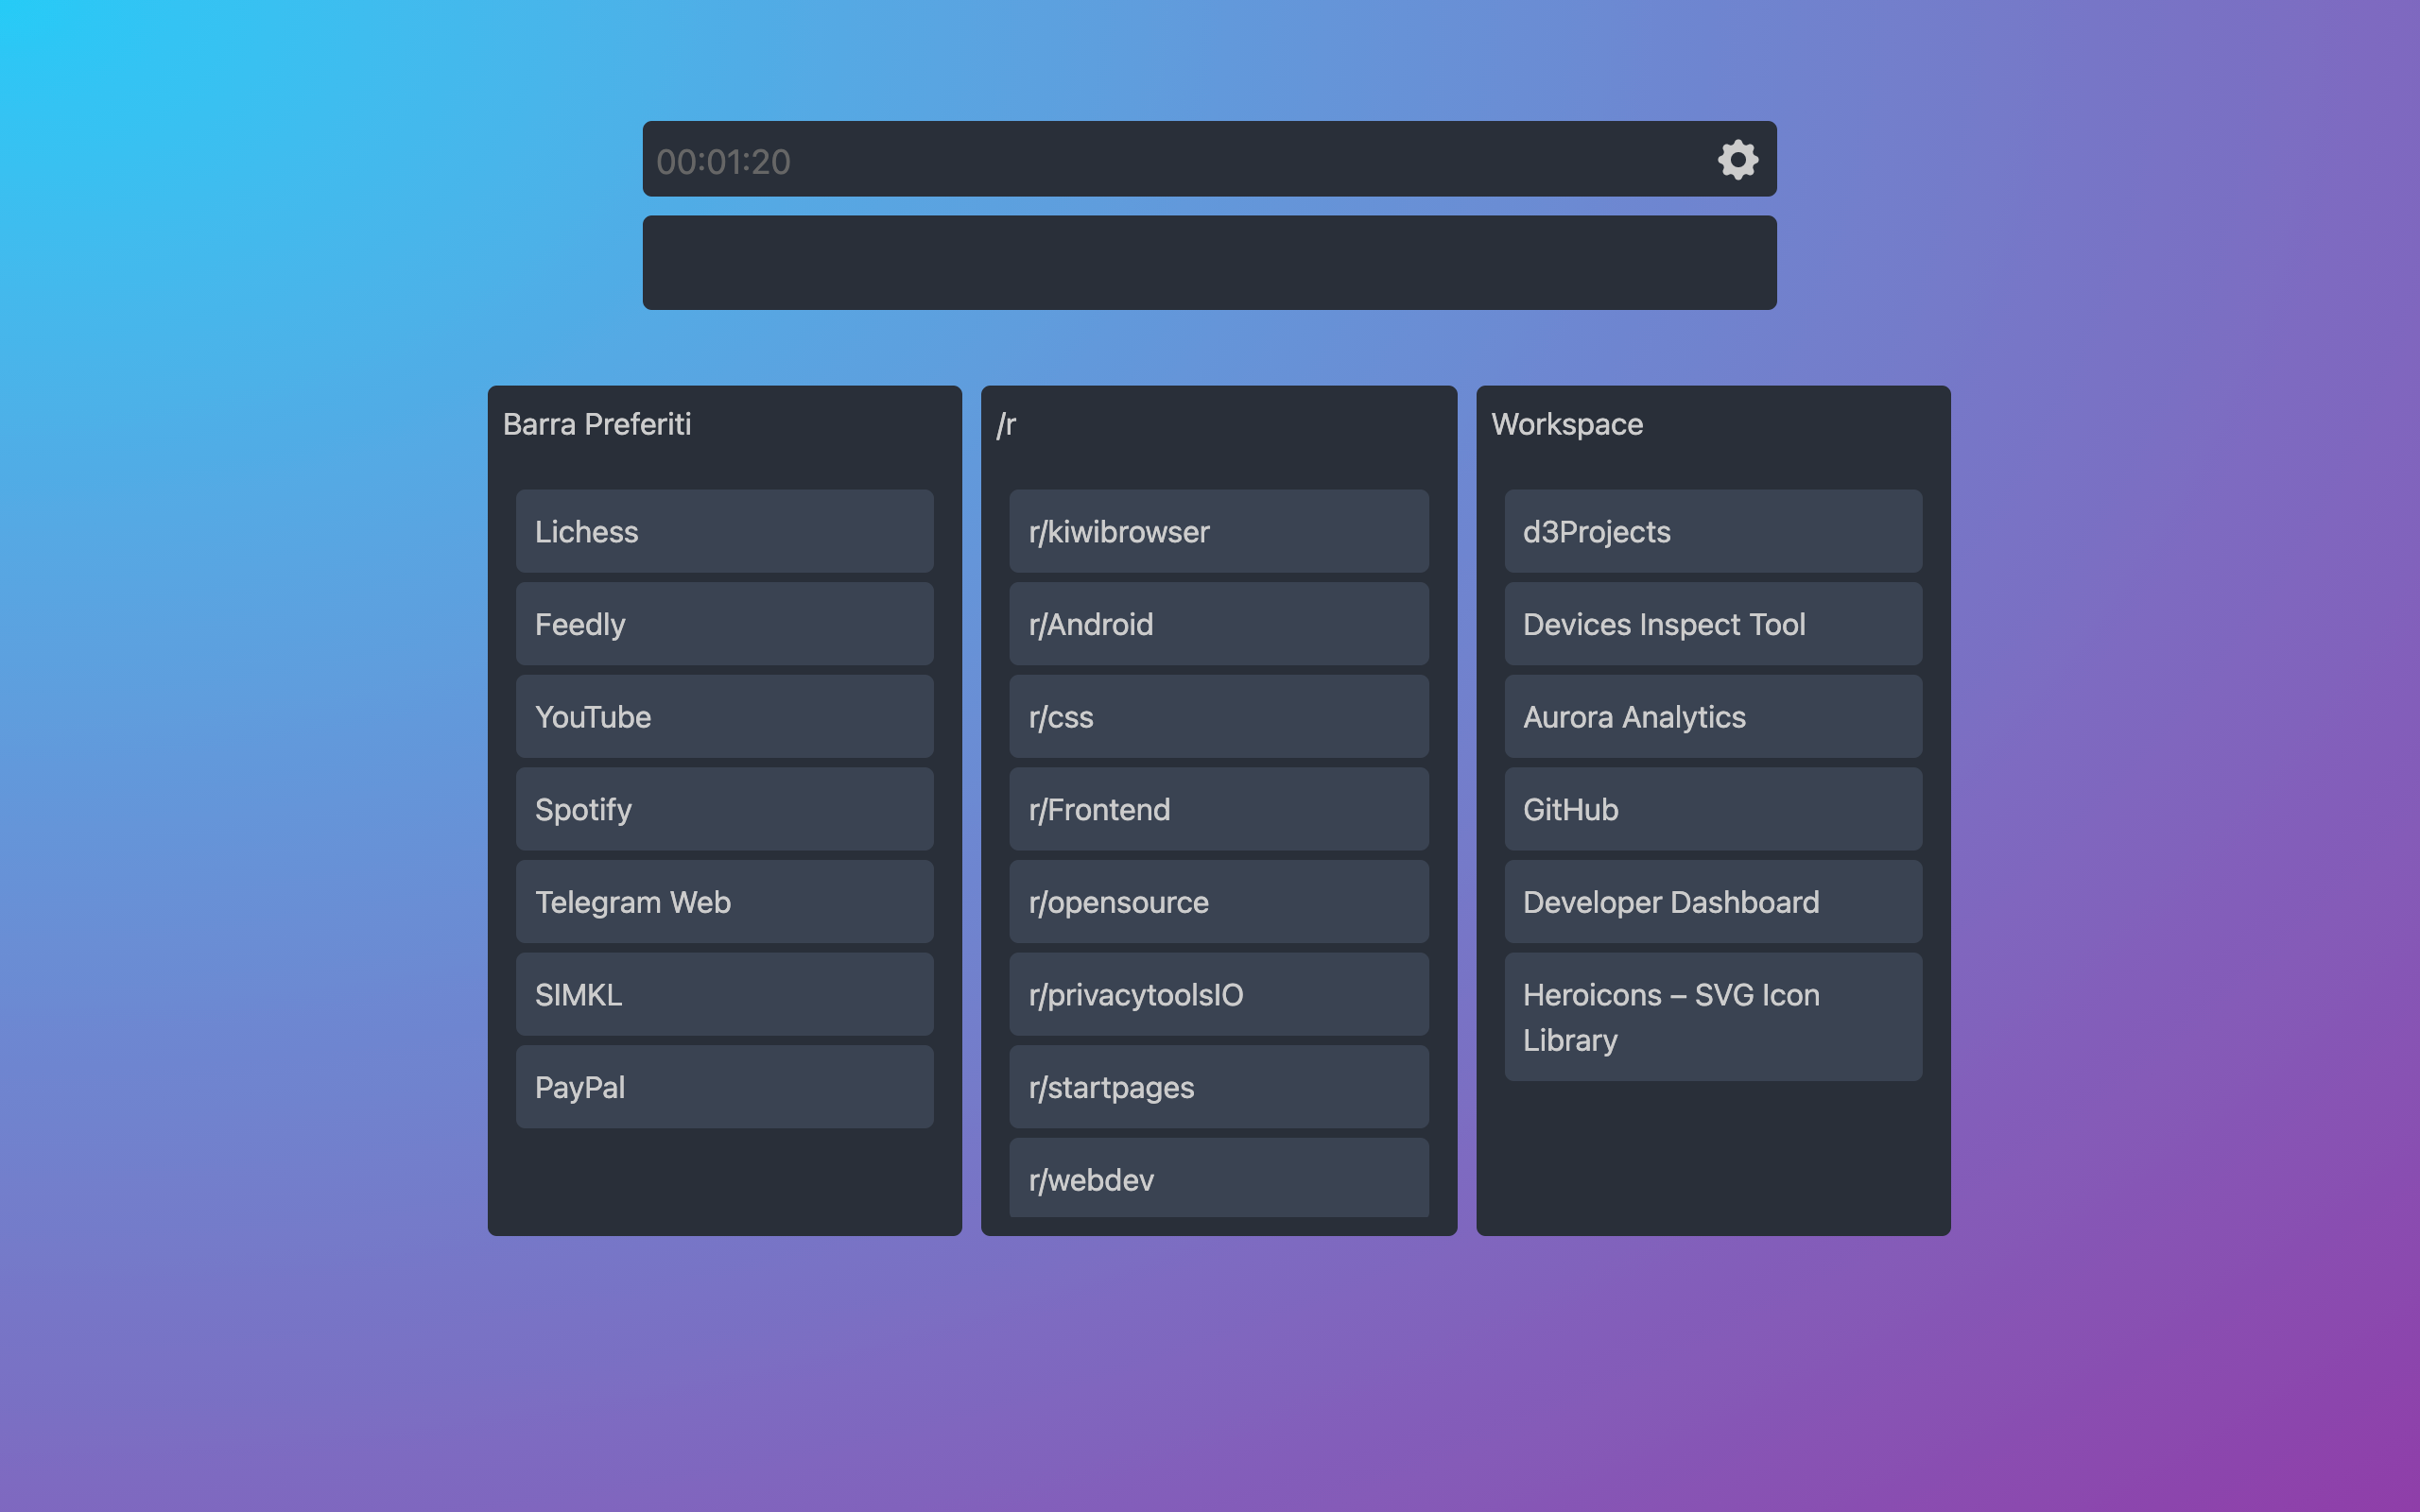 00:01:20
Barra Preferiti
Lichess
Feedly
YouTube
Spotify
Telegram Web
SIMKL
PayPal
/r
r/kiwibrowser
r/Android
r/css
r/Frontend
r/opensource
r/privacytoolsIO
r/startpages
r/webdev
Workspace
d3Projects
Devices Inspect Tool
Aurora Analytics
GitHub
Developer Dashboard
Heroicons – SVG Icon
Library